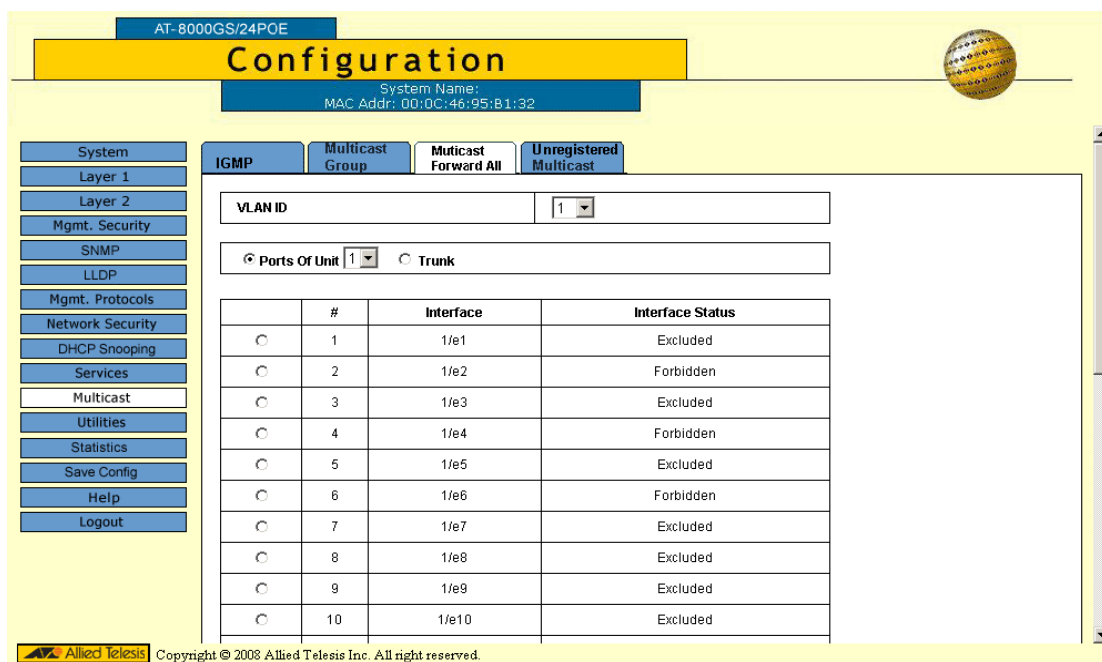 AT-8000GS/24POE
Configuration
System Name:
MAC Addr: 00:0C:46:95:B1:32
System
Layer 1
Layer 2
Mgmt. Security
SNMP
LLDP
Mgmt. Protocols
Network Security
DHCP Snooping
Services
Multicast
Utilities
Statistics
Save Config
Help
Logout
IGMP
Multicast
Group
Muticast
Forward All
Unregistered
Multicast
VLAN ID 1
Ports Of Unit 1 Trunk
# Interface Interface Status
1 1/e1 Excluded
2 1/e2 Forbidden
3 1/e3 Excluded
4 1/e4 Forbidden
5 1/e5 Excluded
6 1/e6 Forbidden
7 1/e7 Excluded
8 1/e8 Excluded
9 1/e9 Excluded
10 1/e10 Excluded
Allied Telesis Copyright © 2008 Allied Telesis Inc. All right reserved.